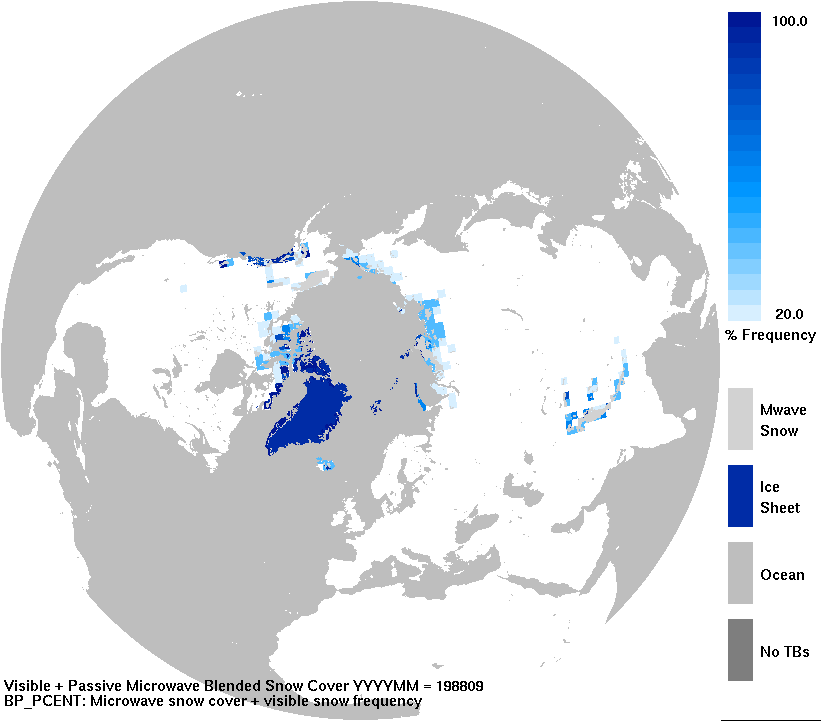 100.0
20.0
% Frequency
Mwave
Snow
Ice
Sheet
Ocean
No TBs
Visible + Passive Microwave Blended Snow Cover YYYYMM = 198809
BP_PCENT: Microwave snow cover + visible snow frequency